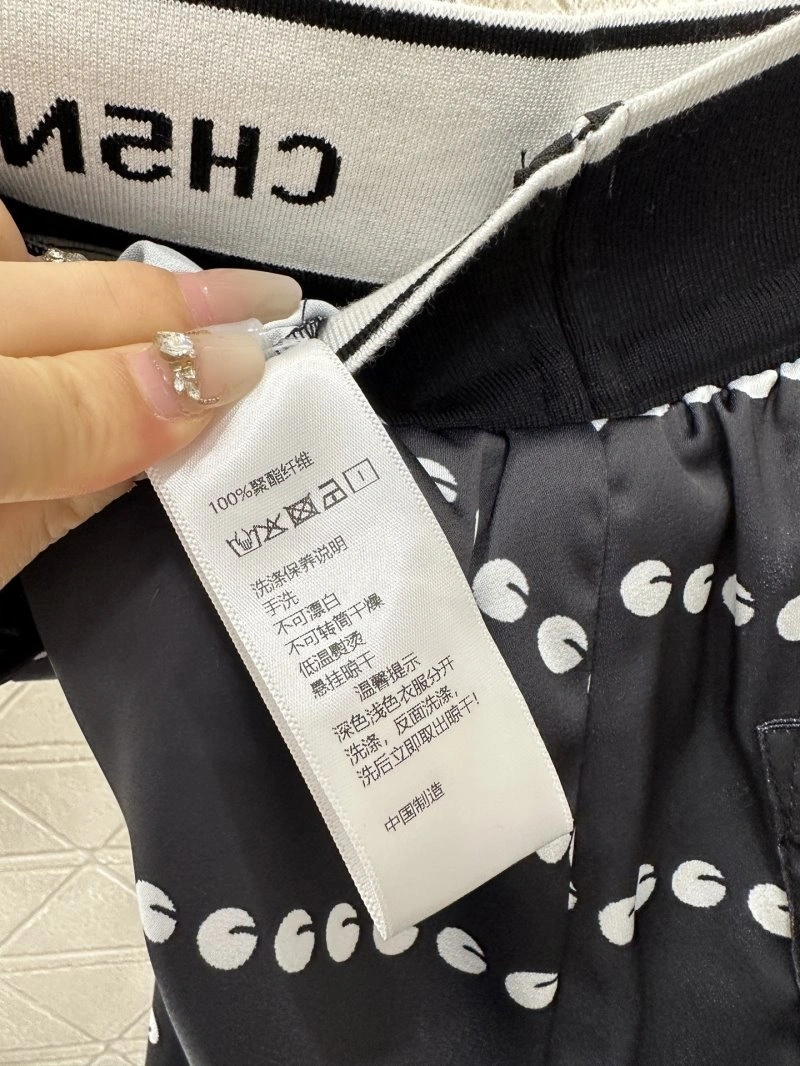 CHSN
100%聚酯纤维
洗涤保养说明
手洗
不可漂白
不可转筒干燥
低温熨烫
悬挂晾干
温馨提示
深色浅色衣服分开
洗涤，反面洗涤，
洗后立即取出晾干!
中国制造